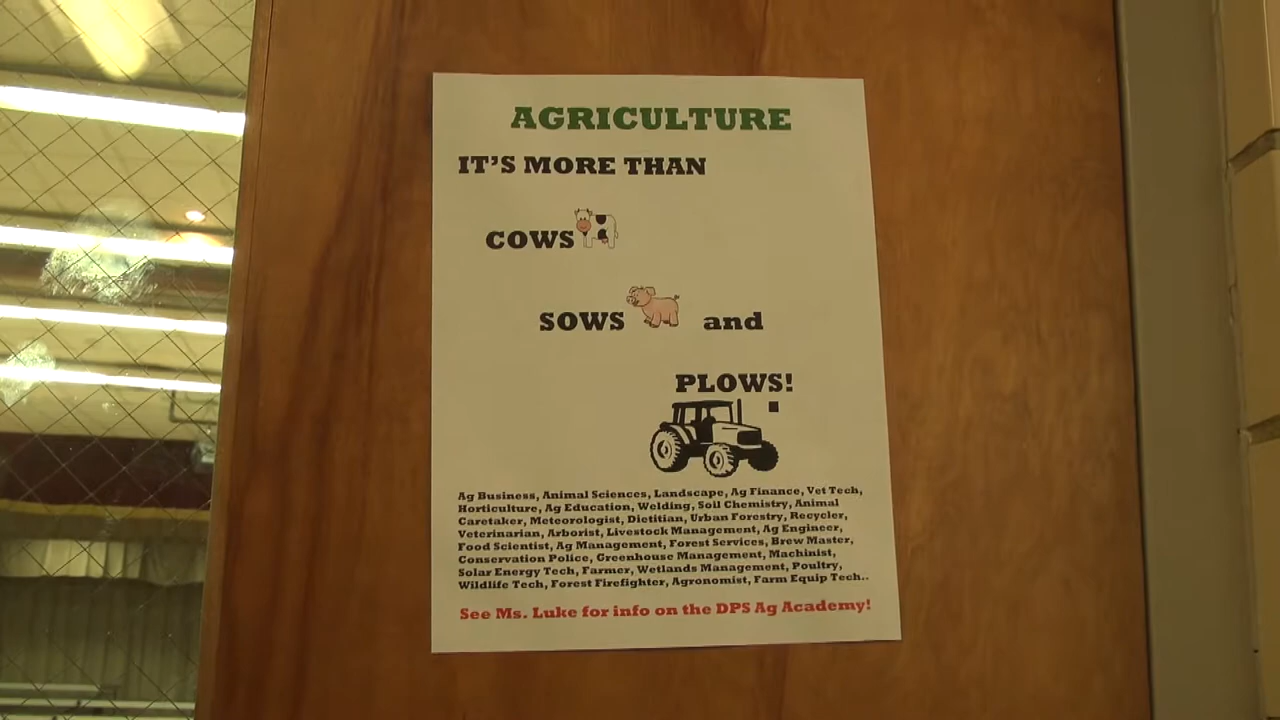 AGRICULTURE
IT'S MORE THAN
COWS
SOWS and
PLOWS!
Ag Business, Animal Sciences, Landscape, Ag Finance, Vet Tech,
Horticulture, Ag Education, Welding, Soil Chemistry, Animal
Caretaker, Meteorologist, Dietitian, Urban Forestry, Recycler,
Veterinarian, Arborist, Livestock Management, Ag Engineer,
Food Scientist, Ag Management, Forest Services, Brew Master,
Conservation Police, Greenhouse Management, Machinist,
Solar Energy Tech, Farmer, Wetlands Management, Poultry,
Wildlife Tech, Forest Firefighter, Agronomist, Farm Equip Tech..
See Ms. Luke for info on the DPS Ag Academy!